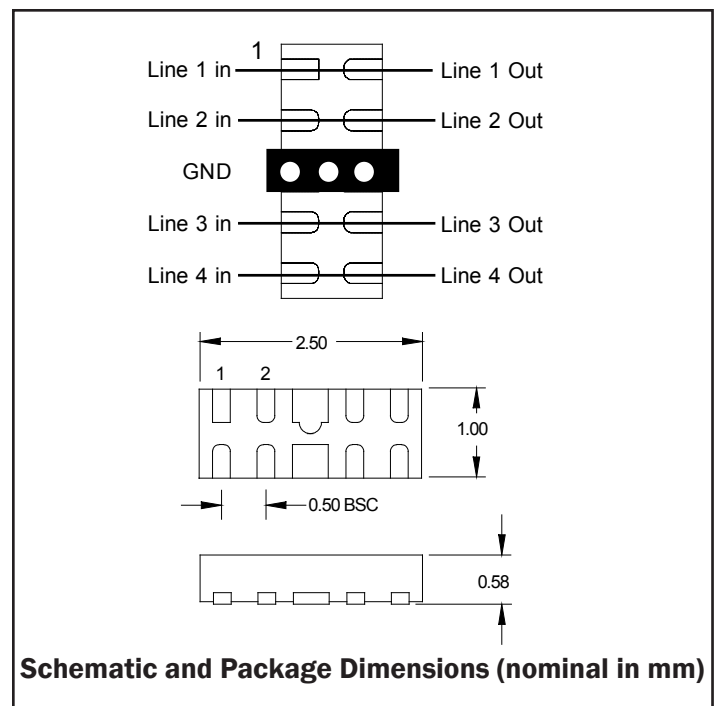 1
Line 1 in Line 1 Out
Line 2 in Line 2 Out
GND
Line 3 in Line 3 Out
Line 4 in Line 4 Out
2.50
1 2
1.00
0.50 BSC
0.58
Schematic and Package Dimensions (nominal in mm)